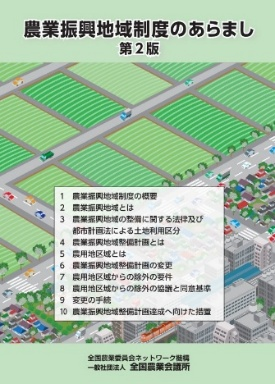 農業振興地域制度のあらまし
第2版
1 農業振興地域制度の概要
2 農業振興地域とは
3 農業振興地域の整備に関する法律及び
都市計画法による土地利用区分
4 農業振興地域整備計画とは
5 農用地区域とは
6 農業振興地域整備計画の変更
7 農用地区域からの除外の要件
8 農用地区域からの除外の協議と同意基準
9 変更の手続
10 農業振興地域整備計画達成へ向けた措置
全国農業委員会ネットワーク機構
一般社団法人 全国農業会議所